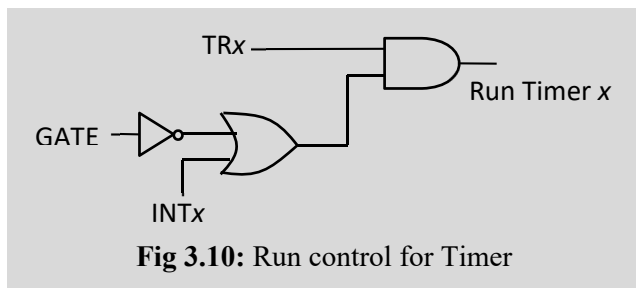 TRx
Run Timer x
GATE
INTx
Fig 3.10: Run control for Timer